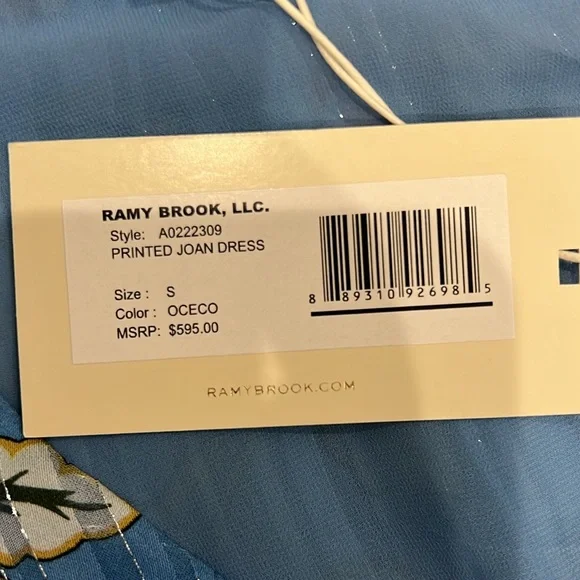 RAMY BROOK, LLC.
Style: A0222309
PRINTED JOAN DRESS
Size : S
Color : OCECO
MSRP: $595.00
8 89310 92698 5
RAMYBROOK.COM